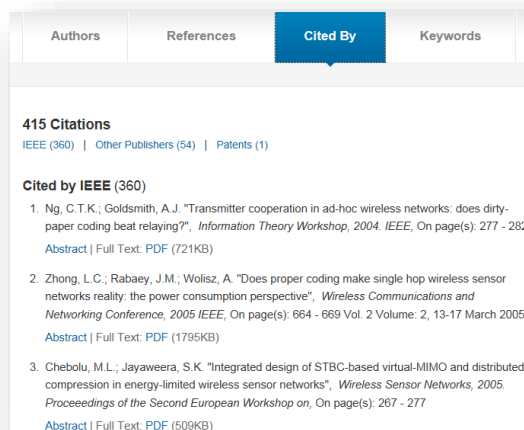 Authors References Cited By Keywords
415 Citations
IEEE (360) | Other Publishers (54) | Patents (1)
Cited by IEEE (360)
1. Ng, C.T.K.; Goldsmith, A.J. "Transmitter cooperation in ad-hoc wireless networks: does dirty-
paper coding beat relaying?", Information Theory Workshop, 2004. IEEE, On page(s): 277 - 282
Abstract | Full Text: PDF (721KB)
2. Zhong, L.C.; Rabaey, J.M.; Wolisz, A. "Does proper coding make single hop wireless sensor
networks reality: the power consumption perspective", Wireless Communications and
Networking Conference, 2005 IEEE, On page(s): 664 - 669 Vol. 2 Volume: 2, 13-17 March 2005
Abstract | Full Text: PDF (1795KB)
3. Chebolu, M.L.; Jayaweera, S.K. "Integrated design of STBC-based virtual-MIMO and distributed
compression in energy-limited wireless sensor networks", Wireless Sensor Networks, 2005.
Proceeedings of the Second European Workshop on, On page(s): 267 - 277
Abstract | Full Text: PDF (509KB)